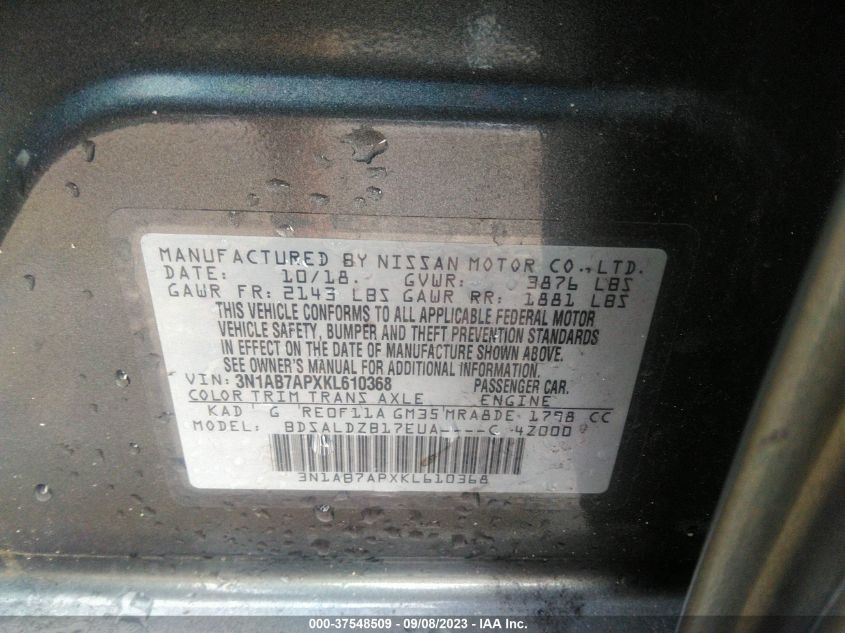 MANUFACTURED BY NISSAN MOTOR CO., LTD.
DATE: 10/18. GVWR: 3876 LBS
GAWR FR: 2143 LBS GAWR RR: 1881 LBS
THIS VEHICLE CONFORMS TO ALL APPLICABLE FEDERAL MOTOR
VEHICLE SAFETY, BUMPER AND THEFT PREVENTION STANDARDS
IN EFFECT ON THE DATE OF MANUFACTURE SHOWN ABOVE.
SEE OWNER'S MANUAL FOR ADDITIONAL INFORMATION.
VIN: 3N1AB7APXKL610368 PASSENGER CAR.
COLOR TRIM TRANS AXLE ENGINE
KAD G RE0F11A GM35 MRA8DE 1798 CC
MODEL: BDSALDZB17EUA----C 4Z000
3N1AB7APXKL610368
000-37548509 - 09/08/2023 - IAA Inc.